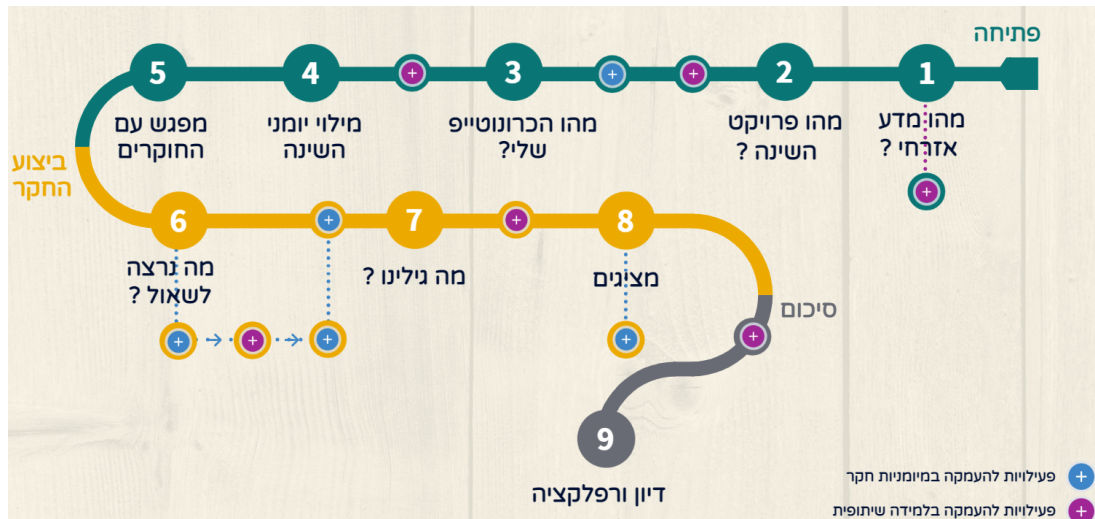 פתיחה
1
מהו מדע
אזרחי ?
2
מהו פרויקט
השינה ?
3
מהו הכרונוטייפ
שלי?
4
מילוי יומני
השינה
5
מפגש עם
החוקרים
ביצוע
החקר
6
מה נרצה
לשאול ?
7
מה גילינו ?
8
מציגים
סיכום
9
דיון ורפלקציה
פעילויות להעמקה במיומניות חקר
פעילויות להעמקה בלמידה שיתופית